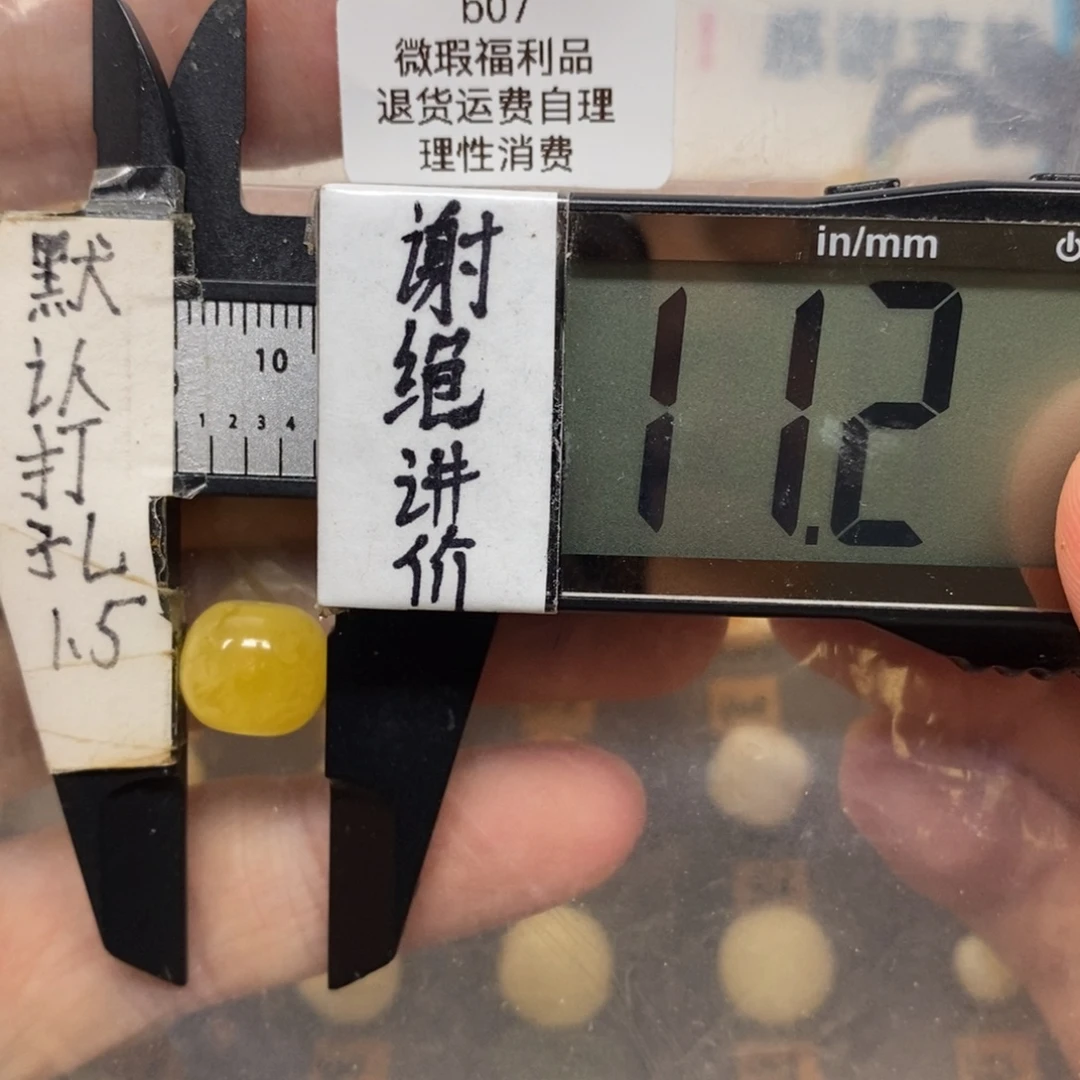 607
微瑕福利品
退货运费自理
理性消费
默
认
打
孔
1.5
谢
绝
讲
价
in/mm
11.2
10
1 2 3 4